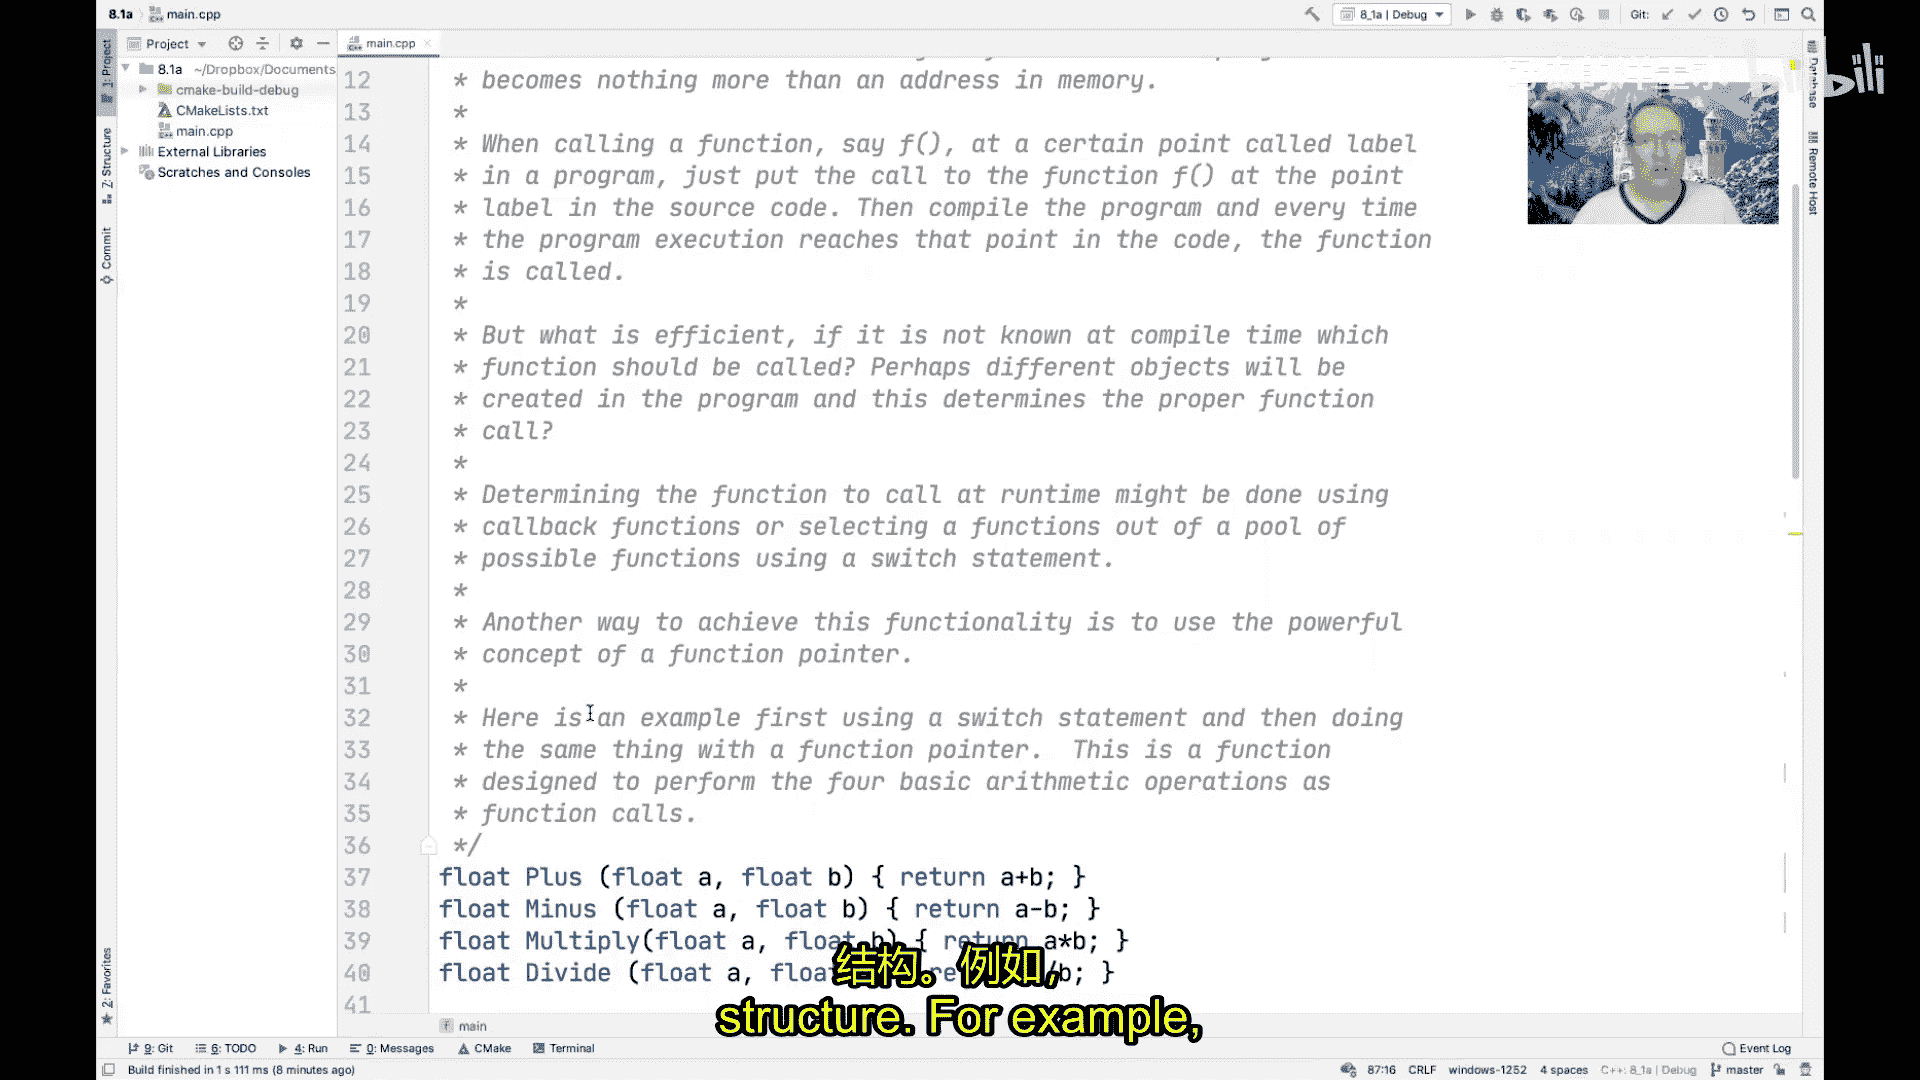 8.1a main.cpp
8_1a | Debug
Git:
Project
main.cpp
1: Project
Z: Structure
Commit
2: Favorites
8.1a ~/Dropbox/Documents
cmake-build-debug
CMakeLists.txt
main.cpp
External Libraries
Scratches and Consoles
12 * becomes nothing more than an address in memory.
13 *
14 * When calling a function, say f(), at a certain point called label
15 * in a program, just put the call to the function f() at the point
16 * label in the source code. Then compile the program and every time
17 * the program execution reaches that point in the code, the function
18 * is called.
19 *
20 * But what is efficient, if it is not known at compile time which
21 * function should be called? Perhaps different objects will be
22 * created in the program and this determines the proper function
23 * call?
24 *
25 * Determining the function to call at runtime might be done using
26 * callback functions or selecting a functions out of a pool of
27 * possible functions using a switch statement.
28 *
29 * Another way to achieve this functionality is to use the powerful
30 * concept of a function pointer.
31 *
32 * Here is an example first using a switch statement and then doing
33 * the same thing with a function pointer.  This is a function
34 * designed to perform the four basic arithmetic operations as
35 * function calls.
36 */
37 float Plus (float a, float b) { return a+b; }
38 float Minus (float a, float b) { return a-b; }
39 float Multiply(float a, float b) { return a*b; }
40 float Divide (float a, floa re /b; }
41
结构。例如,
structure. For example,
main
Database
Remote Host
bilibili
9: Git 6: TODO 4: Run 0: Messages CMake Terminal Event Log
Build finished in 1 s 111 ms (8 minutes ago) 87:16 CRLF windows-1252 4 spaces C++: 8_1a | Debug master